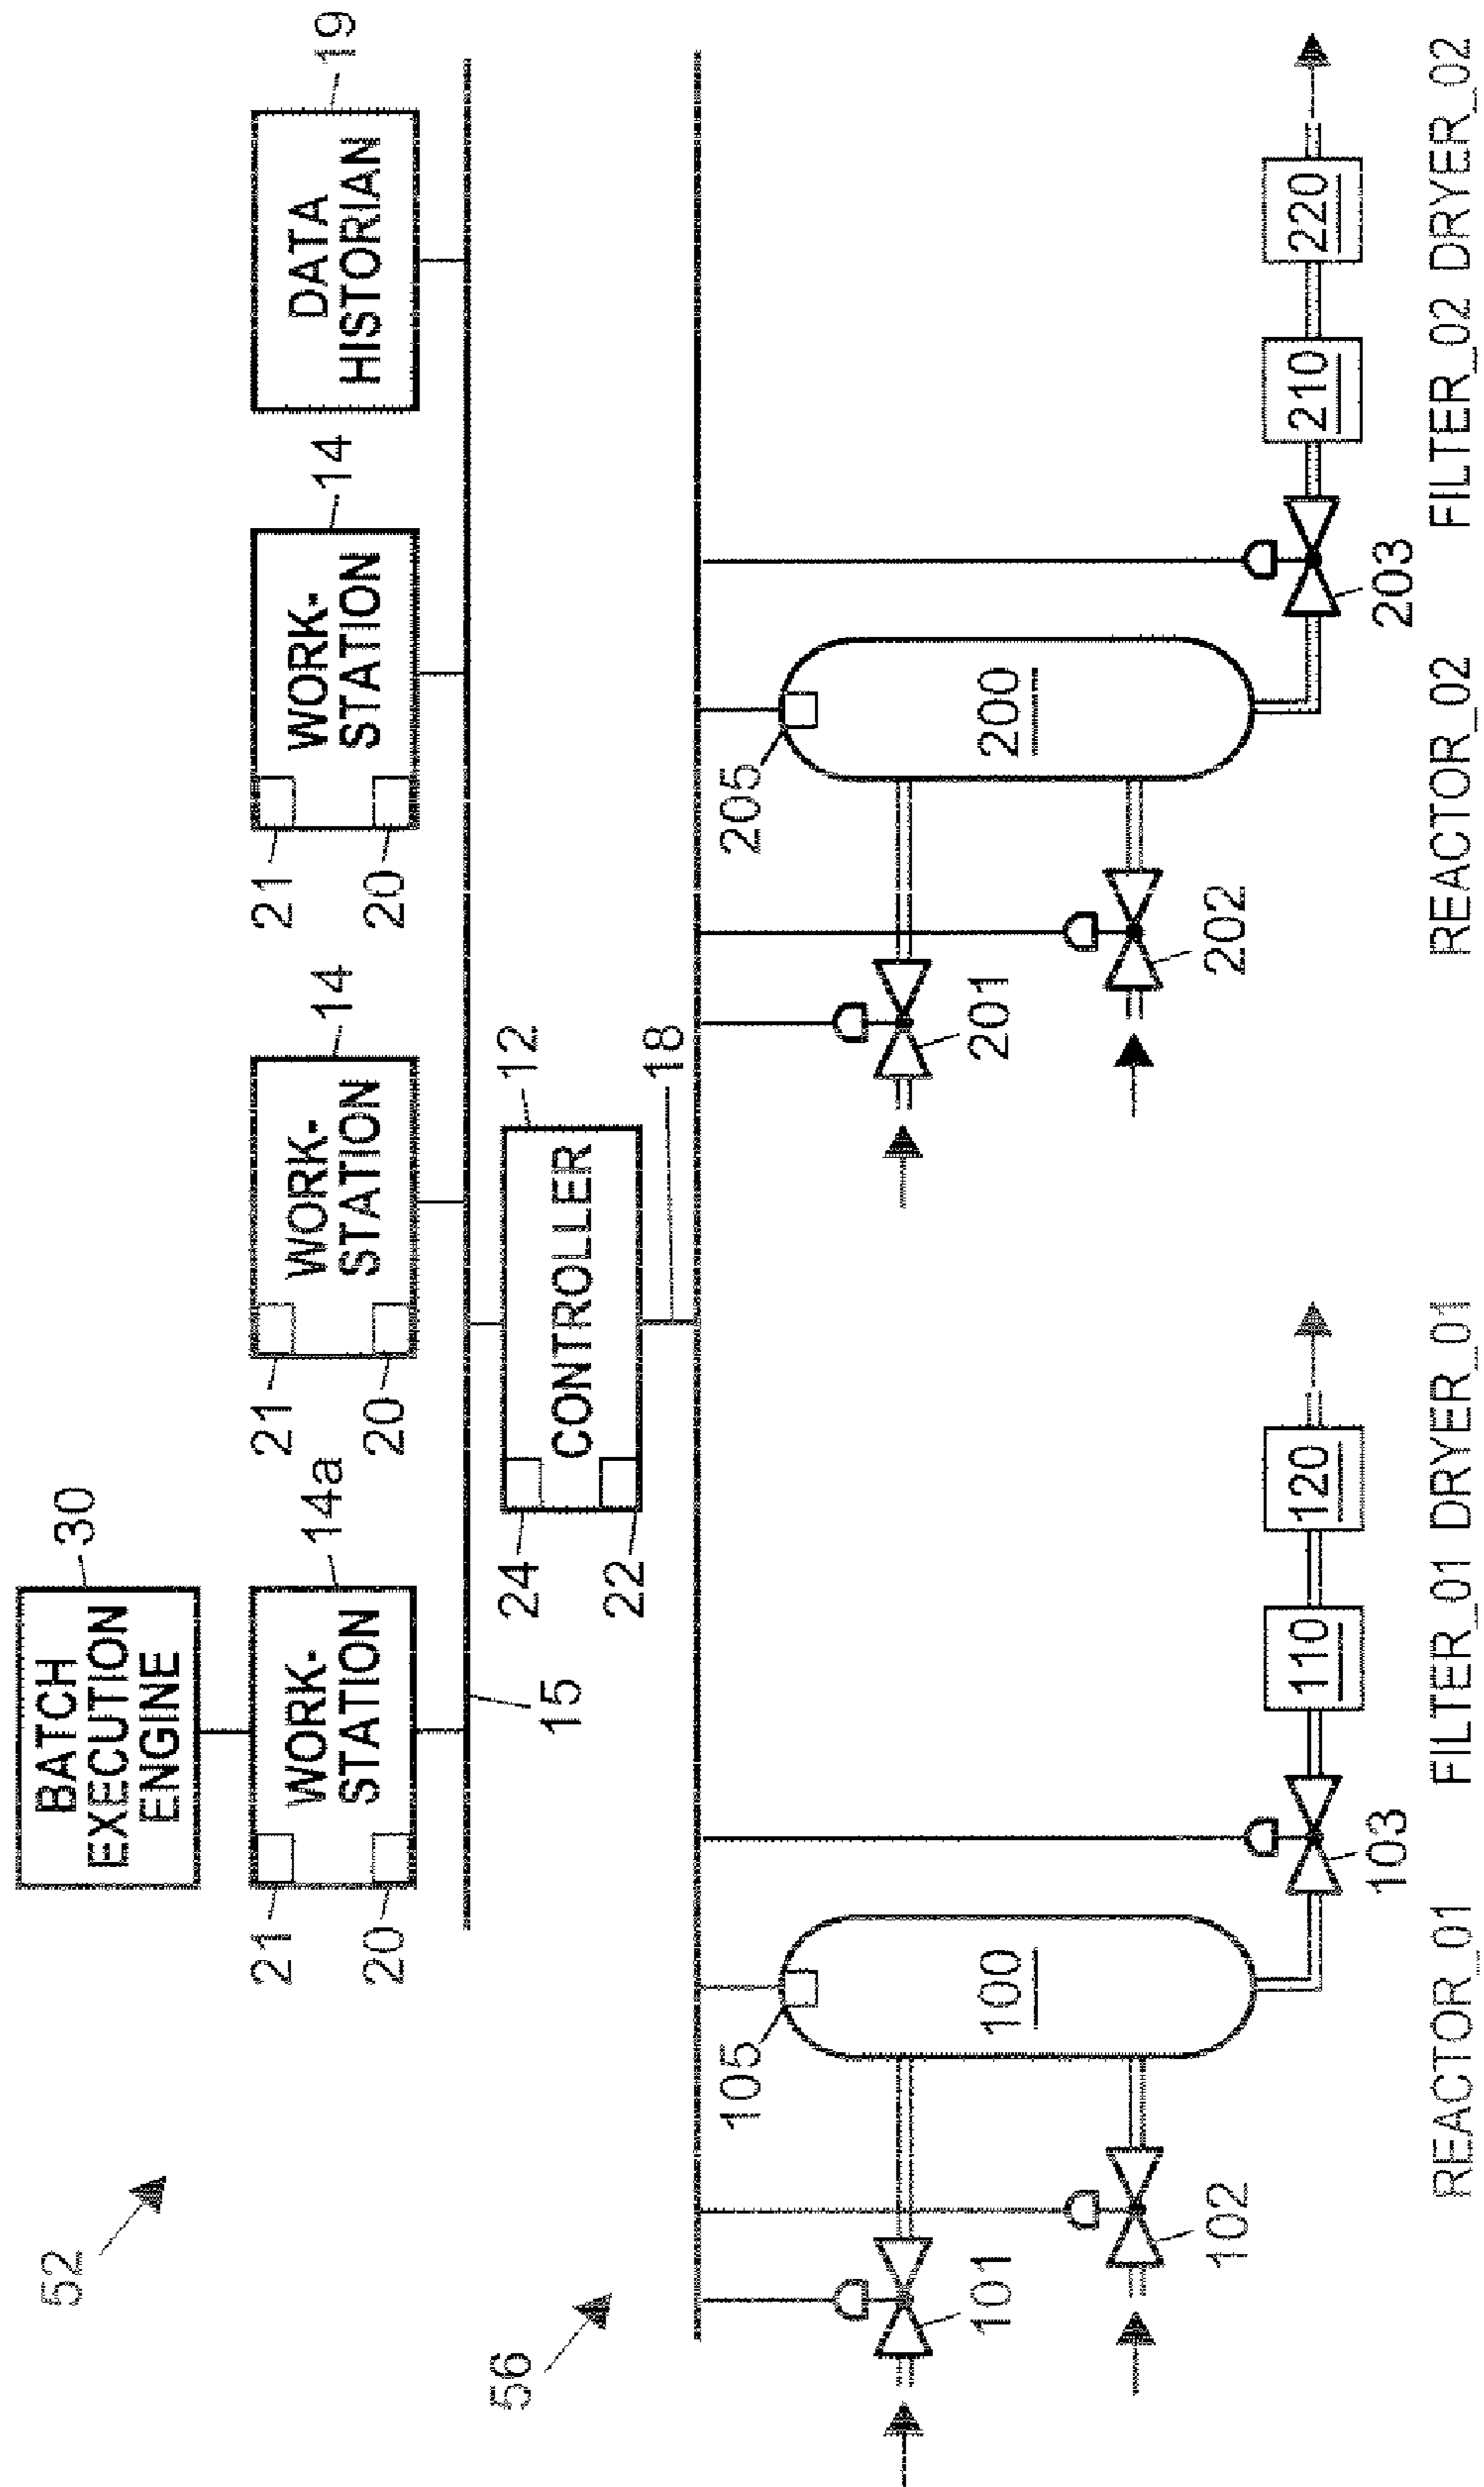 52
BATCH
EXECUTION
ENGINE
30
21
20
WORK-
STATION
14a
21
20
WORK-
STATION
14
21
20
WORK-
STATION
14
DATA
HISTORIAN
19
15
24
22
CONTROLLER
12
18
56
101
102
105
100
103
110
120
201
202
205
200
203
210
220
REACTOR_01
FILTER_01 DRYER_01
REACTOR_02
FILTER_02 DRYER_02